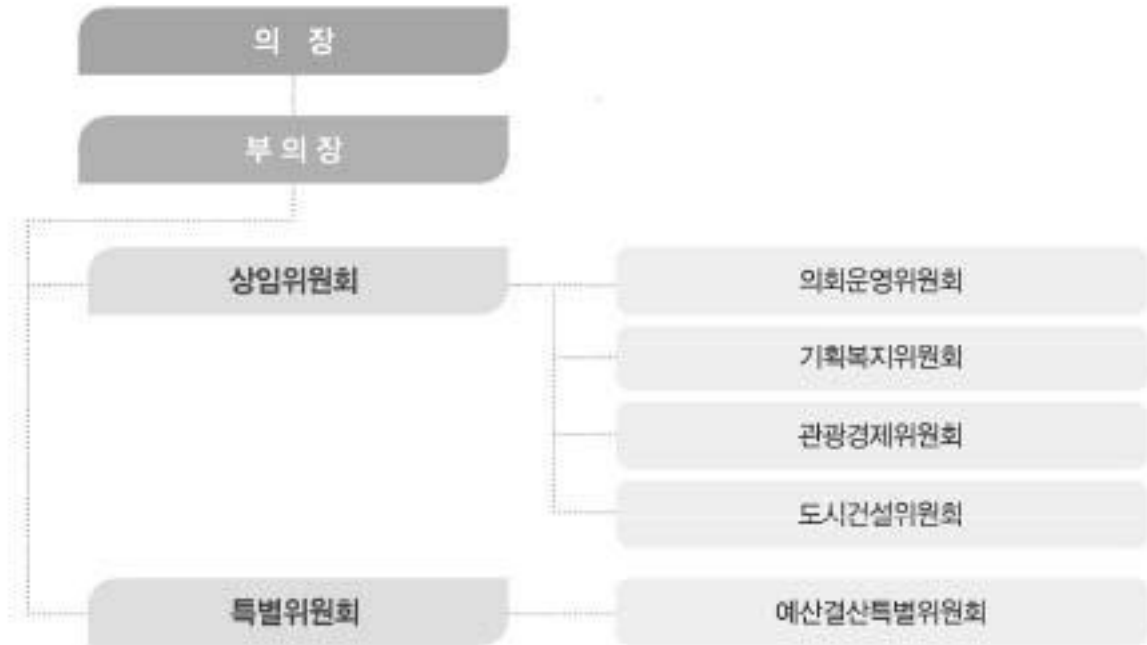 의 장
부 의 장
상임위원회
의회운영위원회
기획복지위원회
관광경제위원회
도시건설위원회
특별위원회
예산결산특별위원회